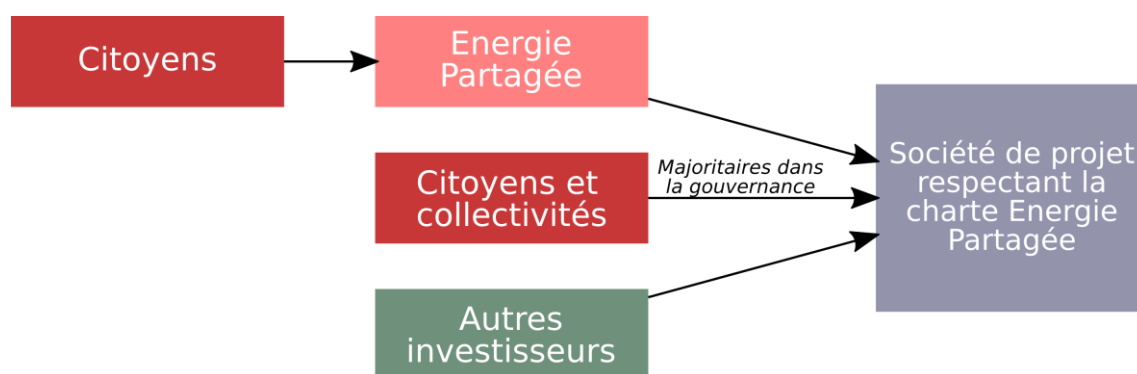 Citoyens
Energie
Partagée
Citoyens et
collectivités
Majoritaires dans
la gouvernance
Autres
investisseurs
Société de projet
respectant la
charte Energie
Partagée